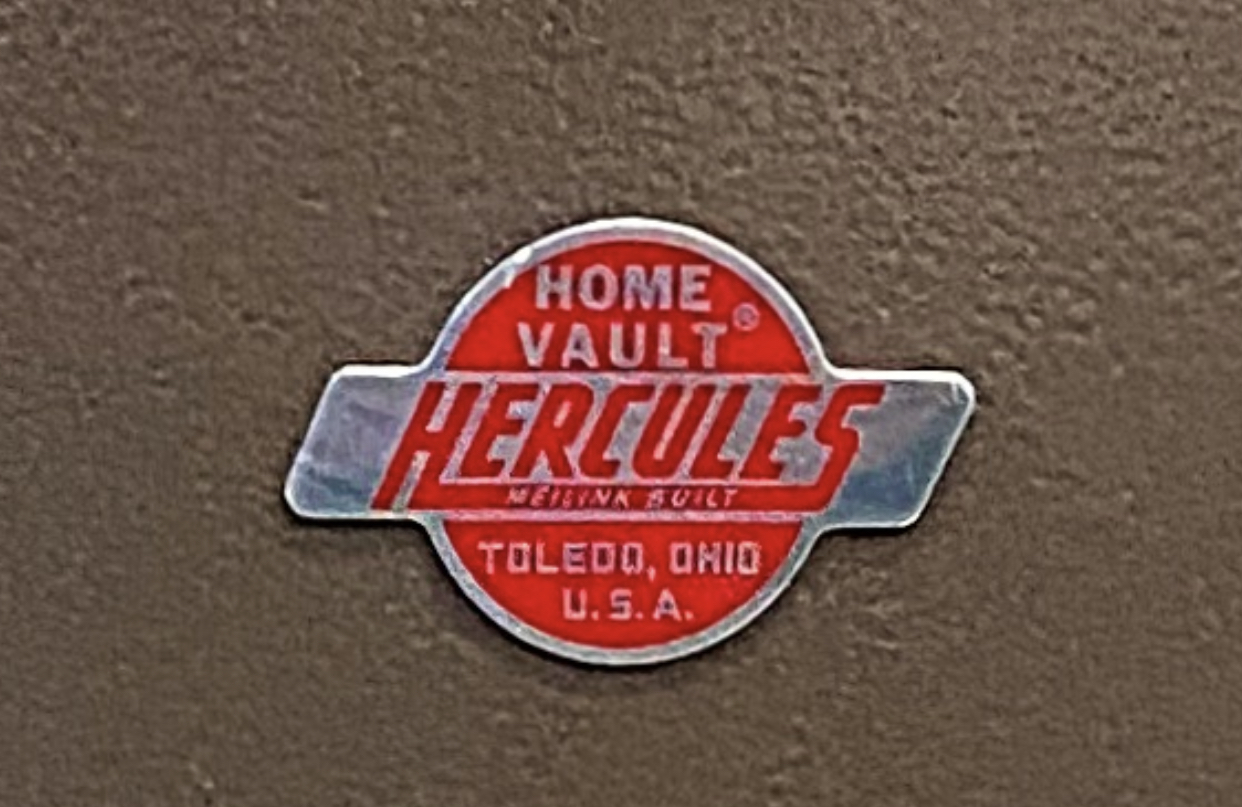 HOME
VAULT®
HERCULES
MEILINK BUILT
TOLEDO, OHIO
U.S.A.